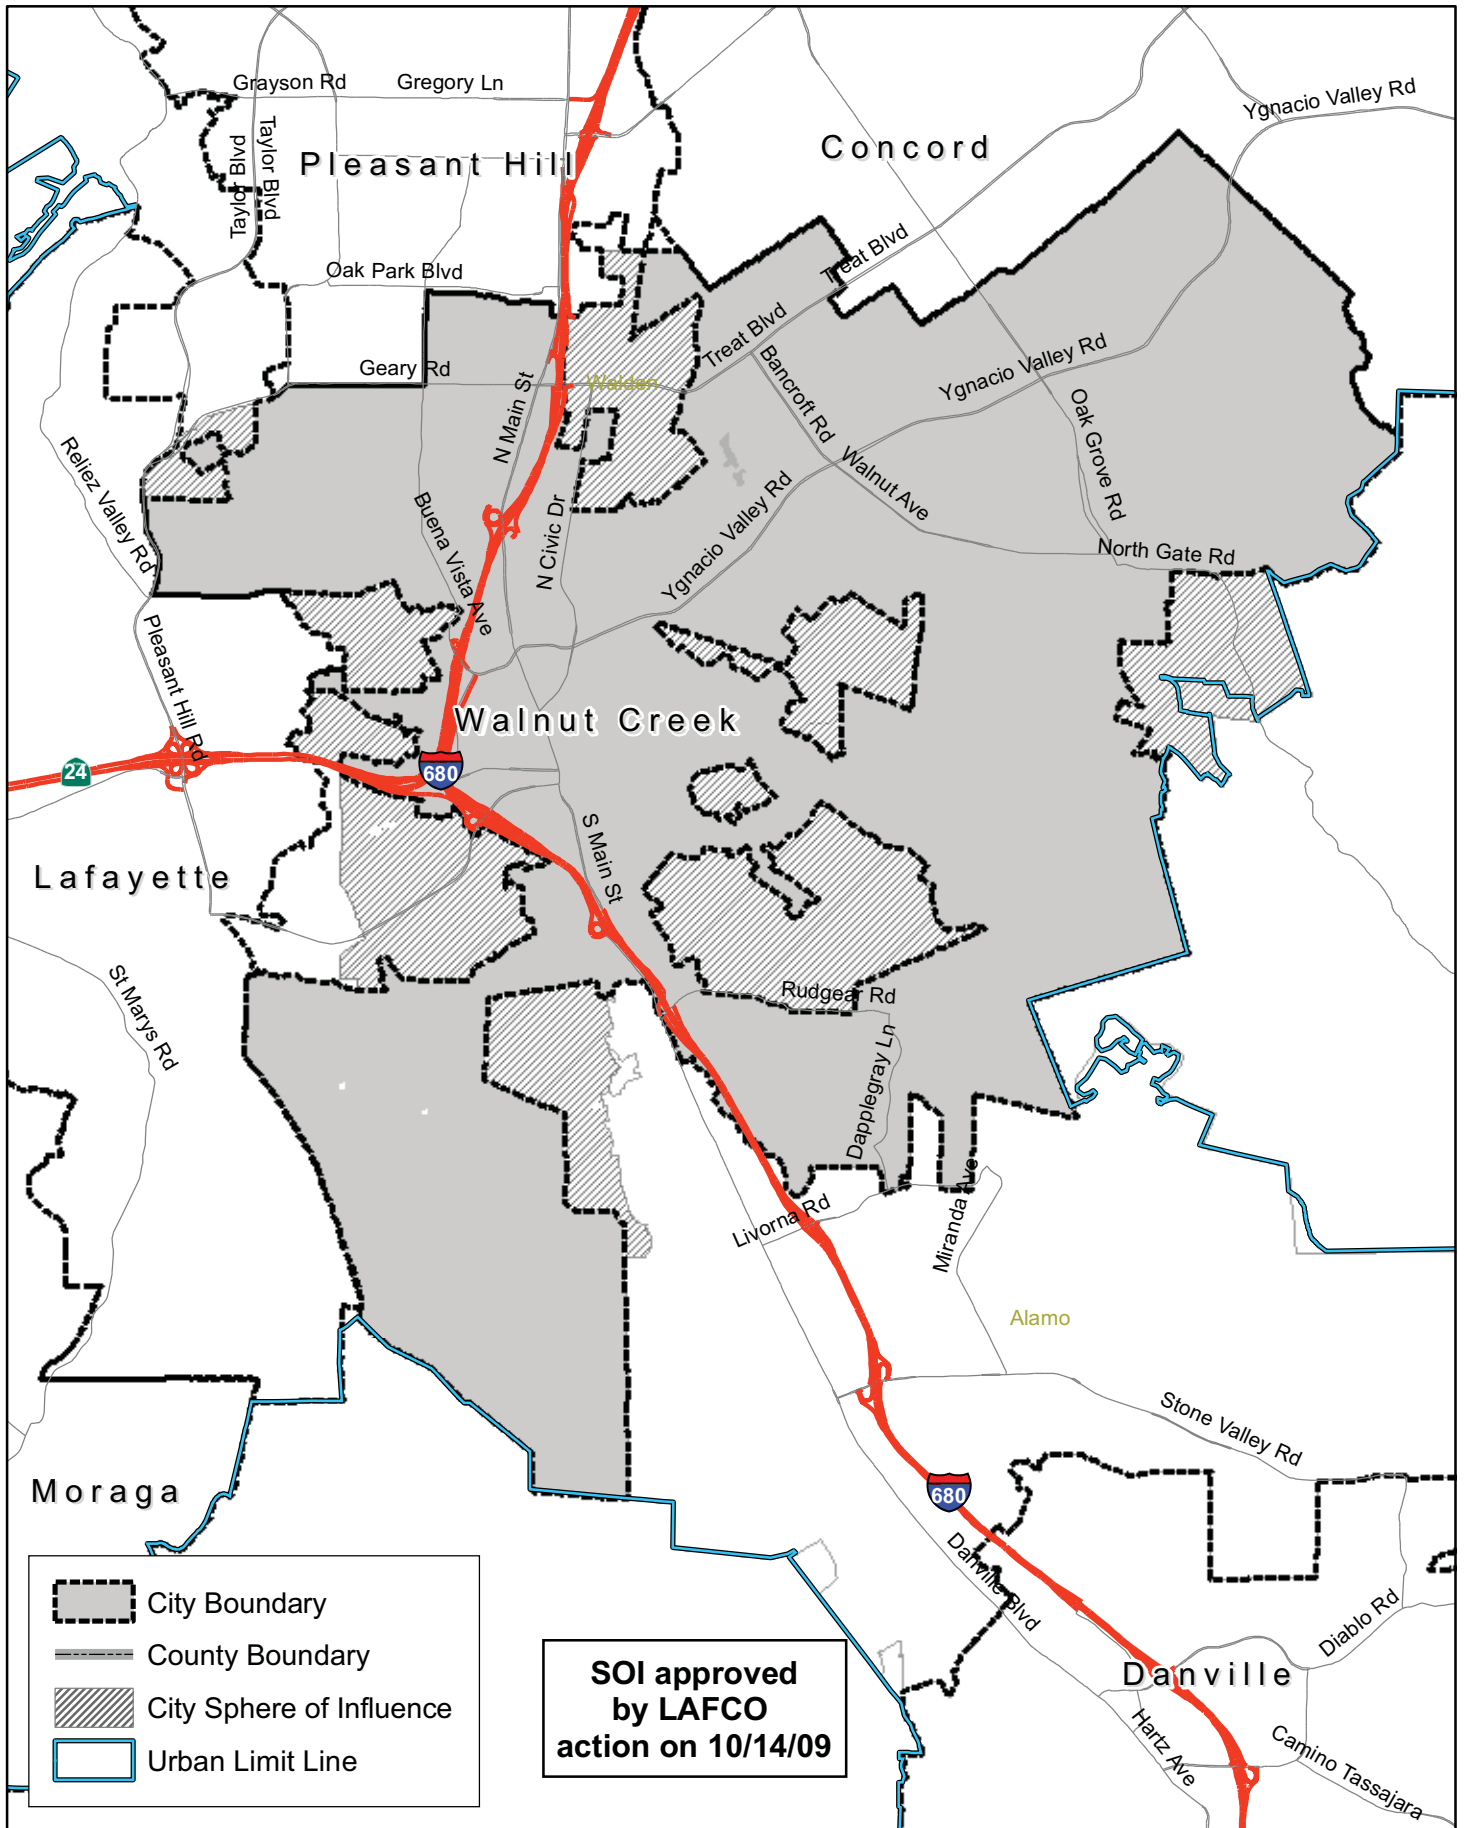 Grayson Rd
Gregory Ln
Ygnacio Valley Rd
Concord
Taylor Blvd
Taylor Blvd
Pleasant Hill
Treat Blvd
Oak Park Blvd
Treat Blvd
Geary Rd
Walden
Bancroft Rd
Ygnacio Valley Rd
N Main St
Oak Grove Rd
Reliez Valley Rd
Walnut Ave
Buena Vista Ave
N Civic Dr
Ygnacio Valley Rd
North Gate Rd
Pleasant Hill Rd
Walnut Creek
24
680
S Main St
Lafayette
St Marys Rd
Rudgear Rd
Dapplegray Ln
Livorna Rd
Miranda Ave
Alamo
Stone Valley Rd
Moraga
680
Danville Blvd
Diablo Rd
Danville
Hartz Ave
Camino Tassajara
City Boundary
County Boundary
City Sphere of Influence
Urban Limit Line
SOI approved
by LAFCO
action on 10/14/09